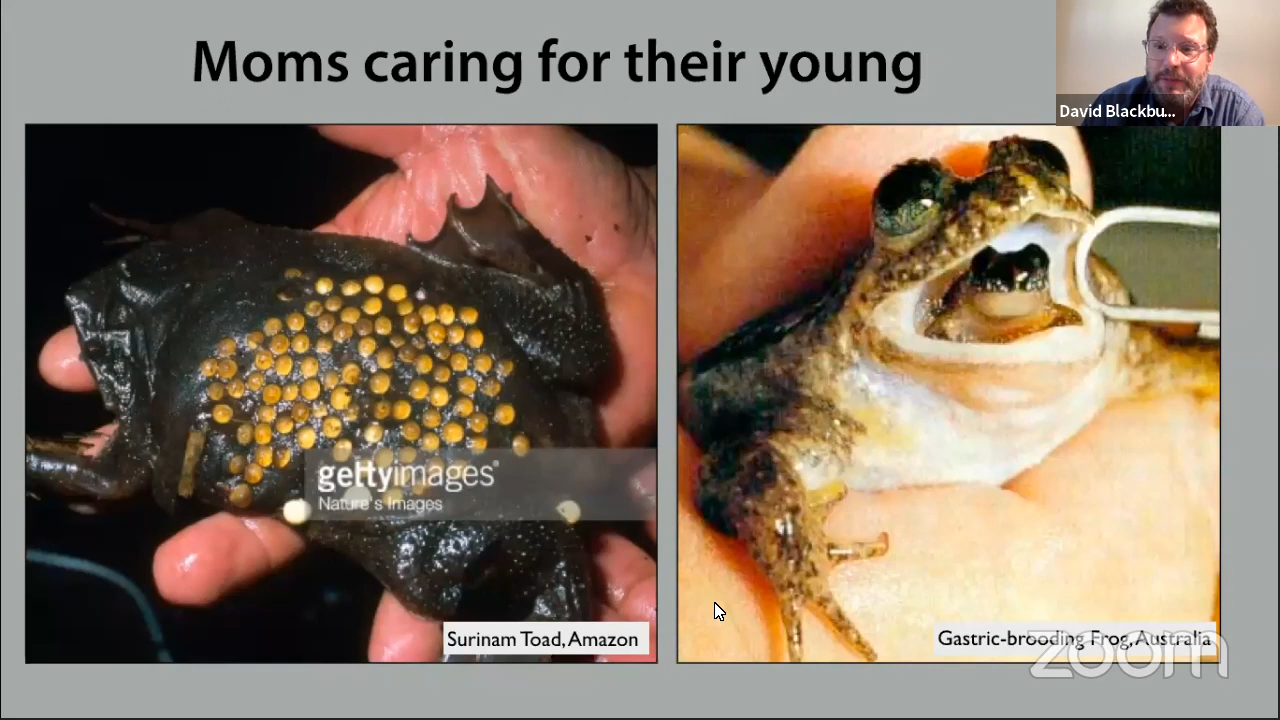 Moms caring for their young
David Blackbu...
gettyimages®
Nature's Images
Surinam Toad, Amazon
Gastric-brooding Frog, Australia
zoom